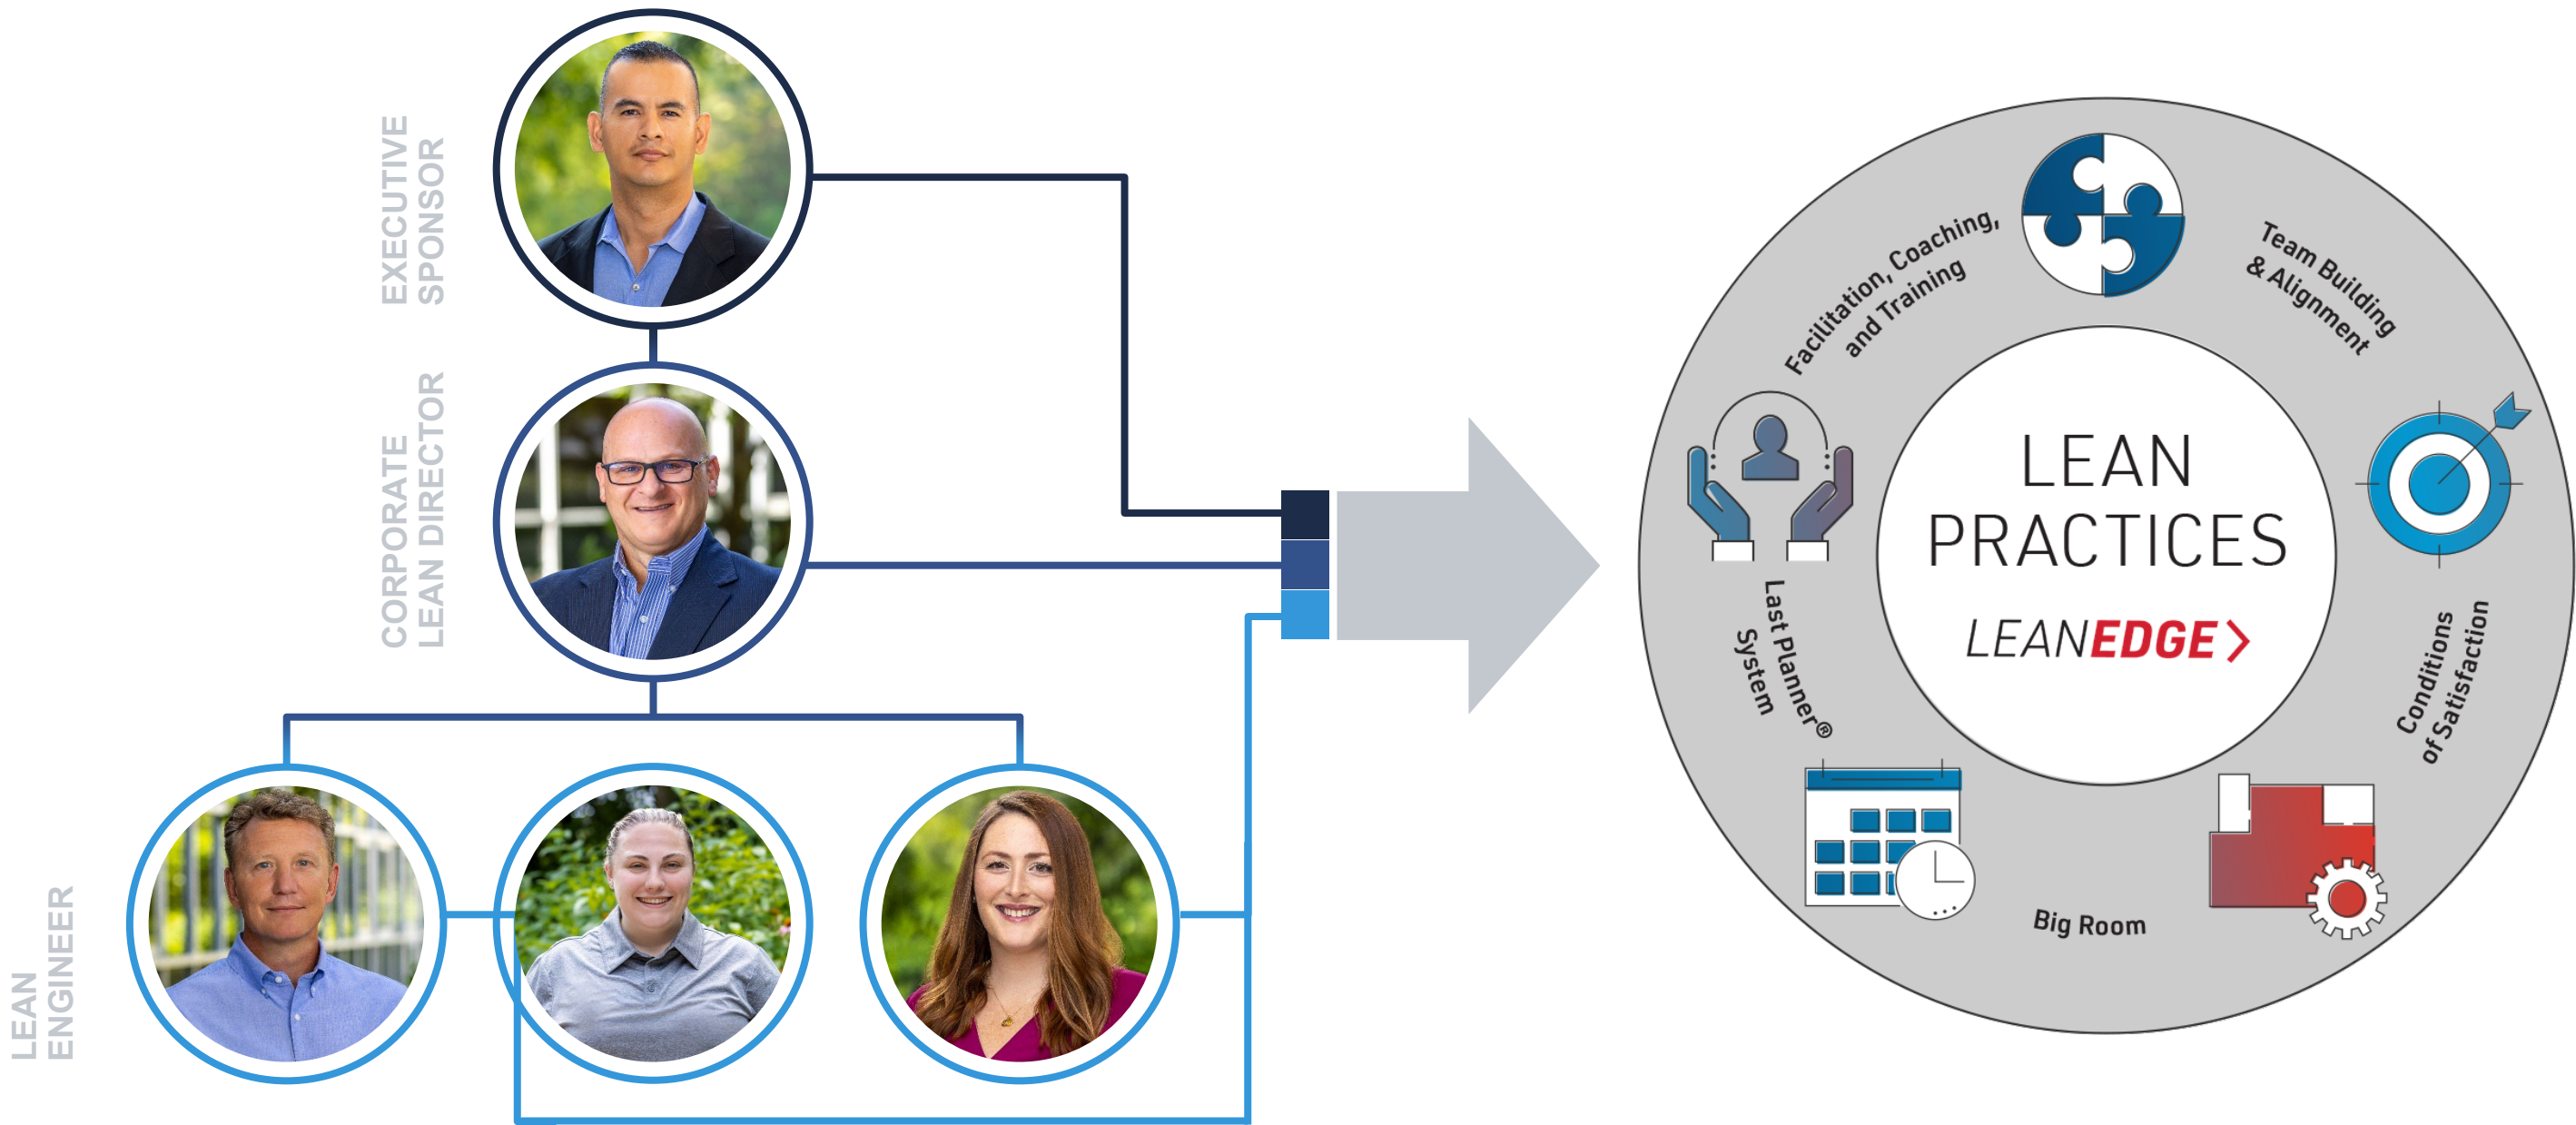 EXECUTIVE
SPONSOR
CORPORATE
LEAN DIRECTOR
LEAN
ENGINEER
Facilitation, Coaching,
and Training
Team Building
& Alignment
Conditions
of Satisfaction
Big Room
Last Planner®
System
LEAN
PRACTICES
LEANEDGE